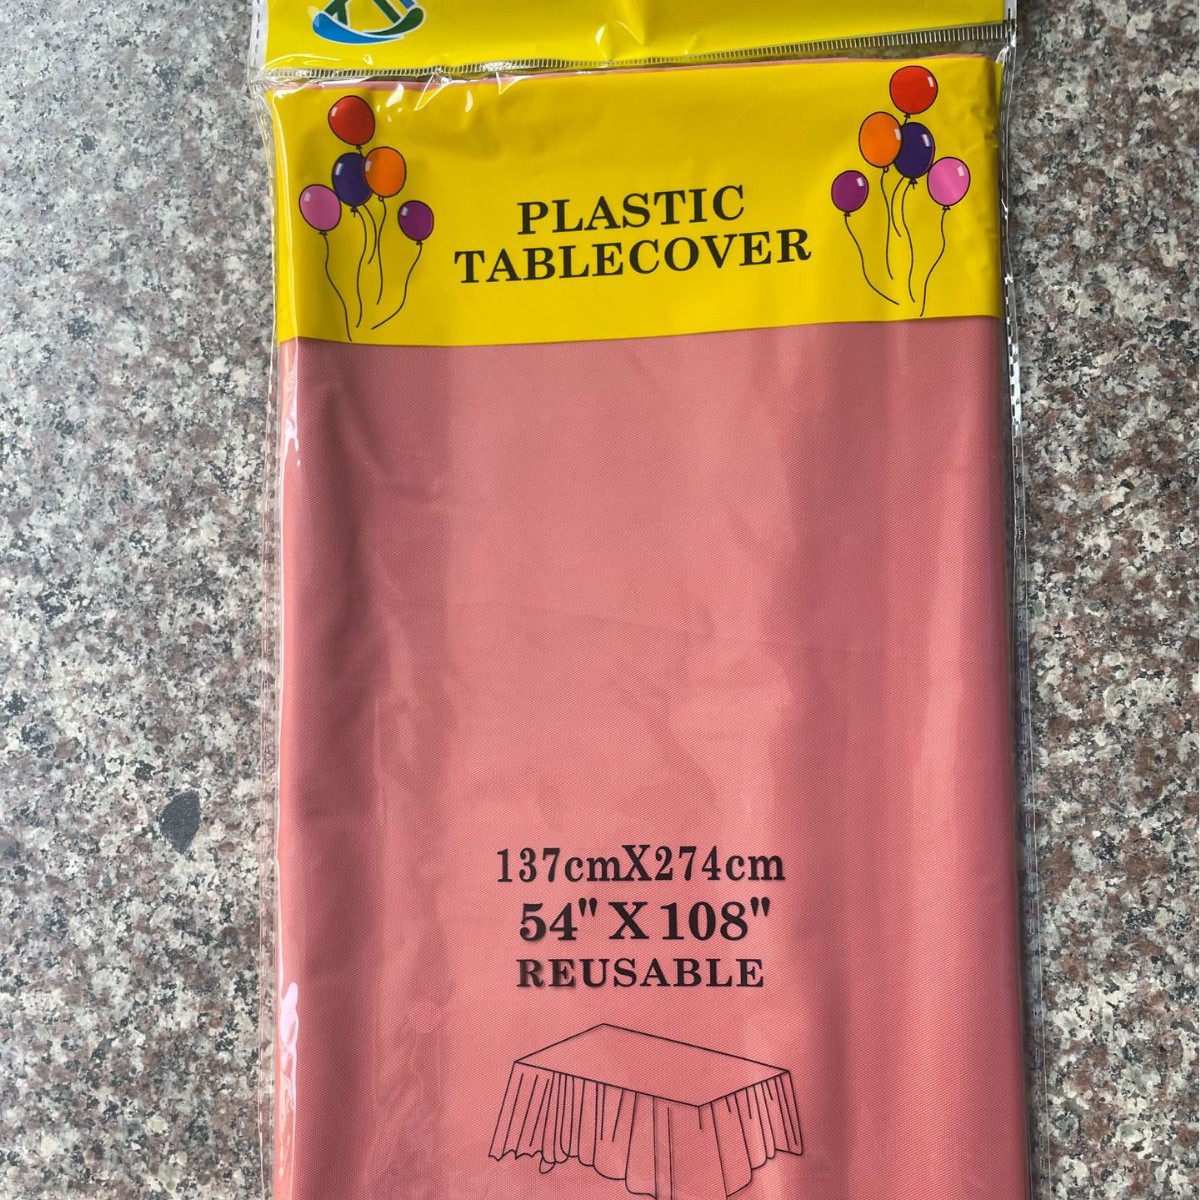 PLASTIC
TABLECOVER
137cmX274cm
54" X 108"
REUSABLE